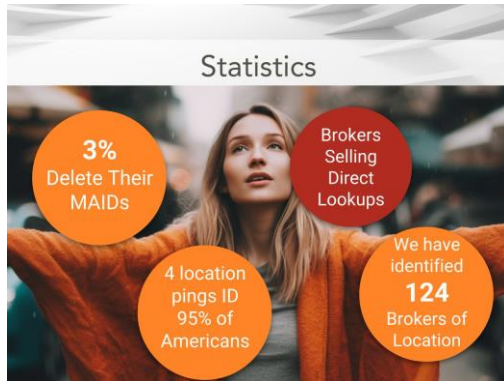 Statistics
3%
Delete Their
MAIDs
Brokers
Selling
Direct
Lookups
4 location
pings ID
95% of
Americans
We have
identified
124
Brokers of
Location